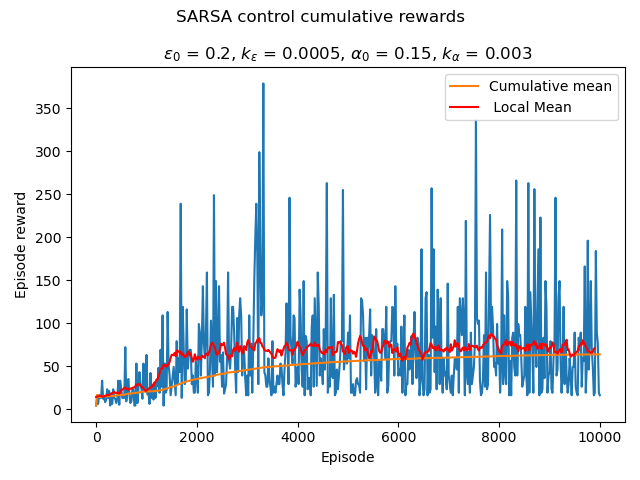 SARSA control cumulative rewards
ε₀ = 0.2, kε = 0.0005, α₀ = 0.15, kα = 0.003
Cumulative mean
Local Mean
Episode reward
350
300
250
200
150
100
50
0
0 2000 4000 6000 8000 10000
Episode